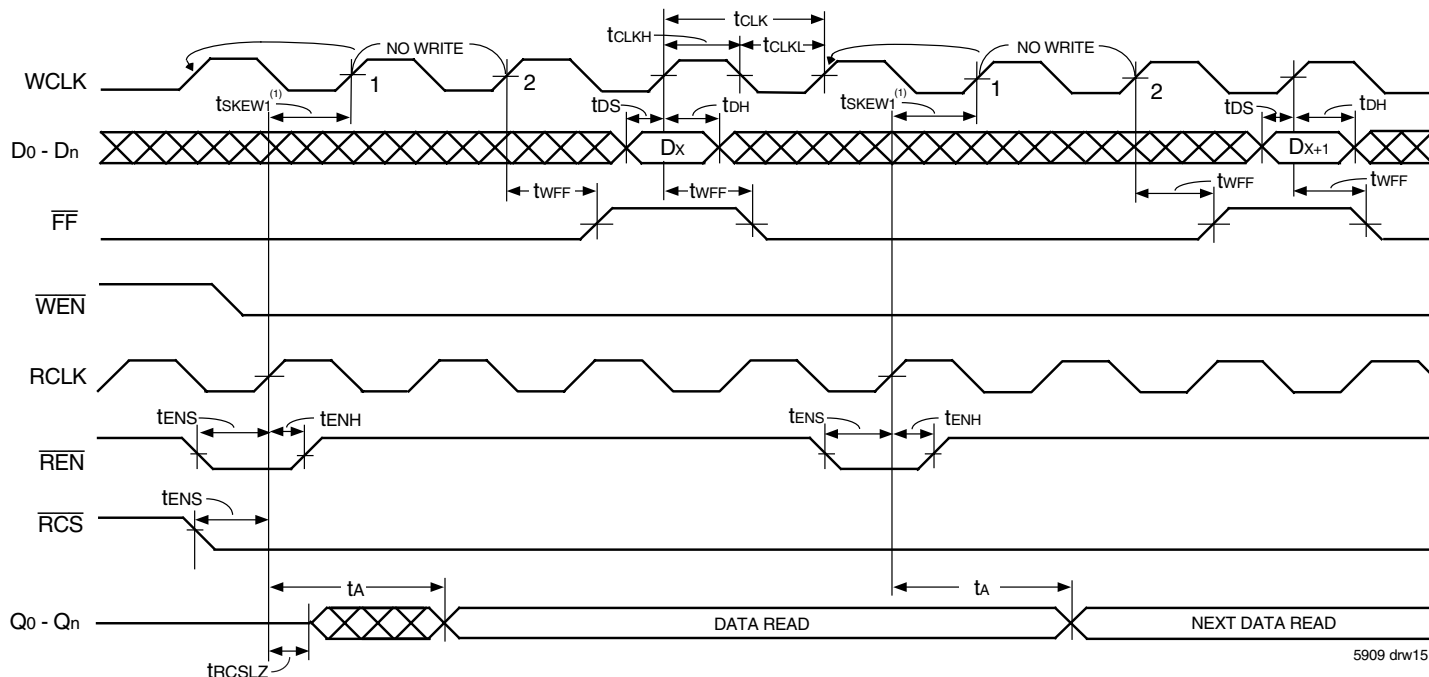 tCLK
tCLKH tCLKL
NO WRITE NO WRITE
WCLK 1 2 1 2
tSKEW1(1) tDS tDH tSKEW1(1) tDS tDH
D0 - Dn DX DX+1
tWFF tWFF tWFF tWFF
FF
WEN
RCLK
tENS tENH tENS tENH
REN
tENS
RCS
tA tA
Q0 - Qn DATA READ NEXT DATA READ
tRCSLZ
5909 drw15